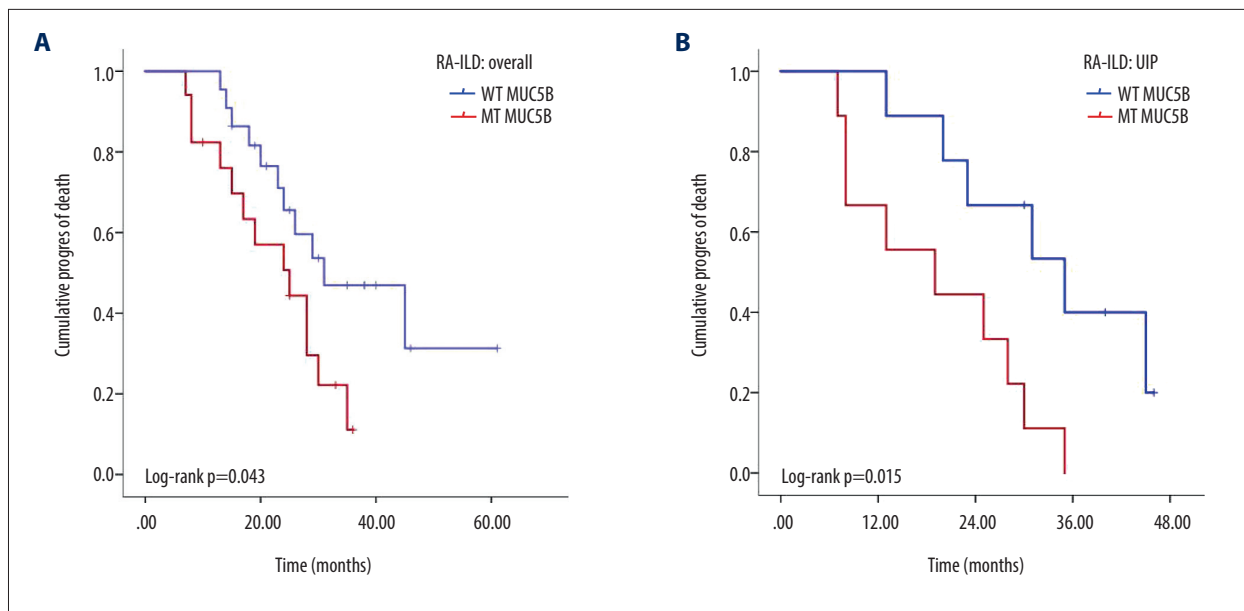 A
RA-ILD: overall
WT MUC5B
MT MUC5B
Cumulative progres of death
1.0
0.8
0.6
0.4
0.2
0.0
Log-rank p=0.043
.00 20.00 40.00 60.00
Time (months)
B
RA-ILD: UIP
WT MUC5B
MT MUC5B
Cumulative progres of death
1.0
0.8
0.6
0.4
0.2
0.0
Log-rank p=0.015
.00 12.00 24.00 36.00 48.00
Time (months)